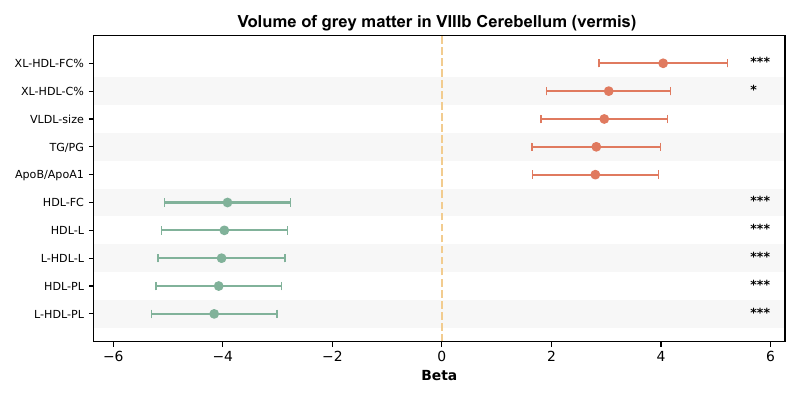 Volume of grey matter in VIIIb Cerebellum (vermis)
XL-HDL-FC% ***
XL-HDL-C% *
VLDL-size
TG/PG
ApoB/ApoA1
HDL-FC ***
HDL-L ***
L-HDL-L ***
HDL-PL ***
L-HDL-PL ***
−6 −4 −2 0 2 4 6
Beta